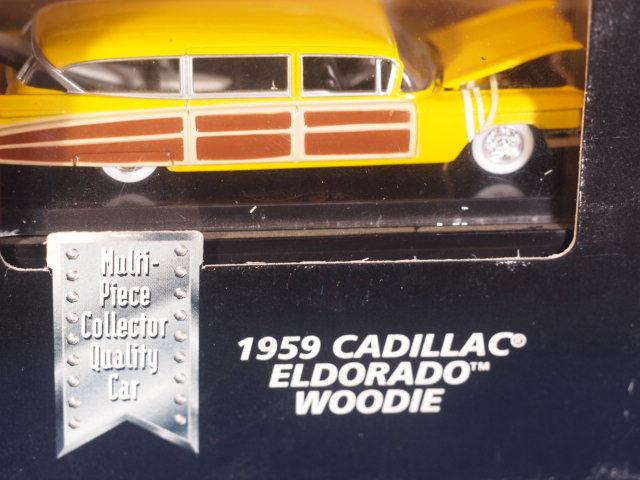 Multi-
Piece
Collector
Quality
Car
1959 CADILLAC®
ELDORADO™
WOODIE